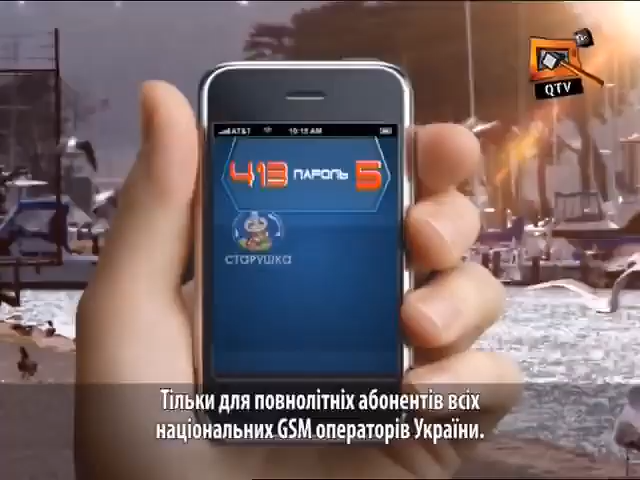 QTV
AT&T 10:15 AM
413 ПАРОЛЬ 5
СТАРУШКА
Тільки для повнолітніх абонентів всіх
національних GSM операторів України.